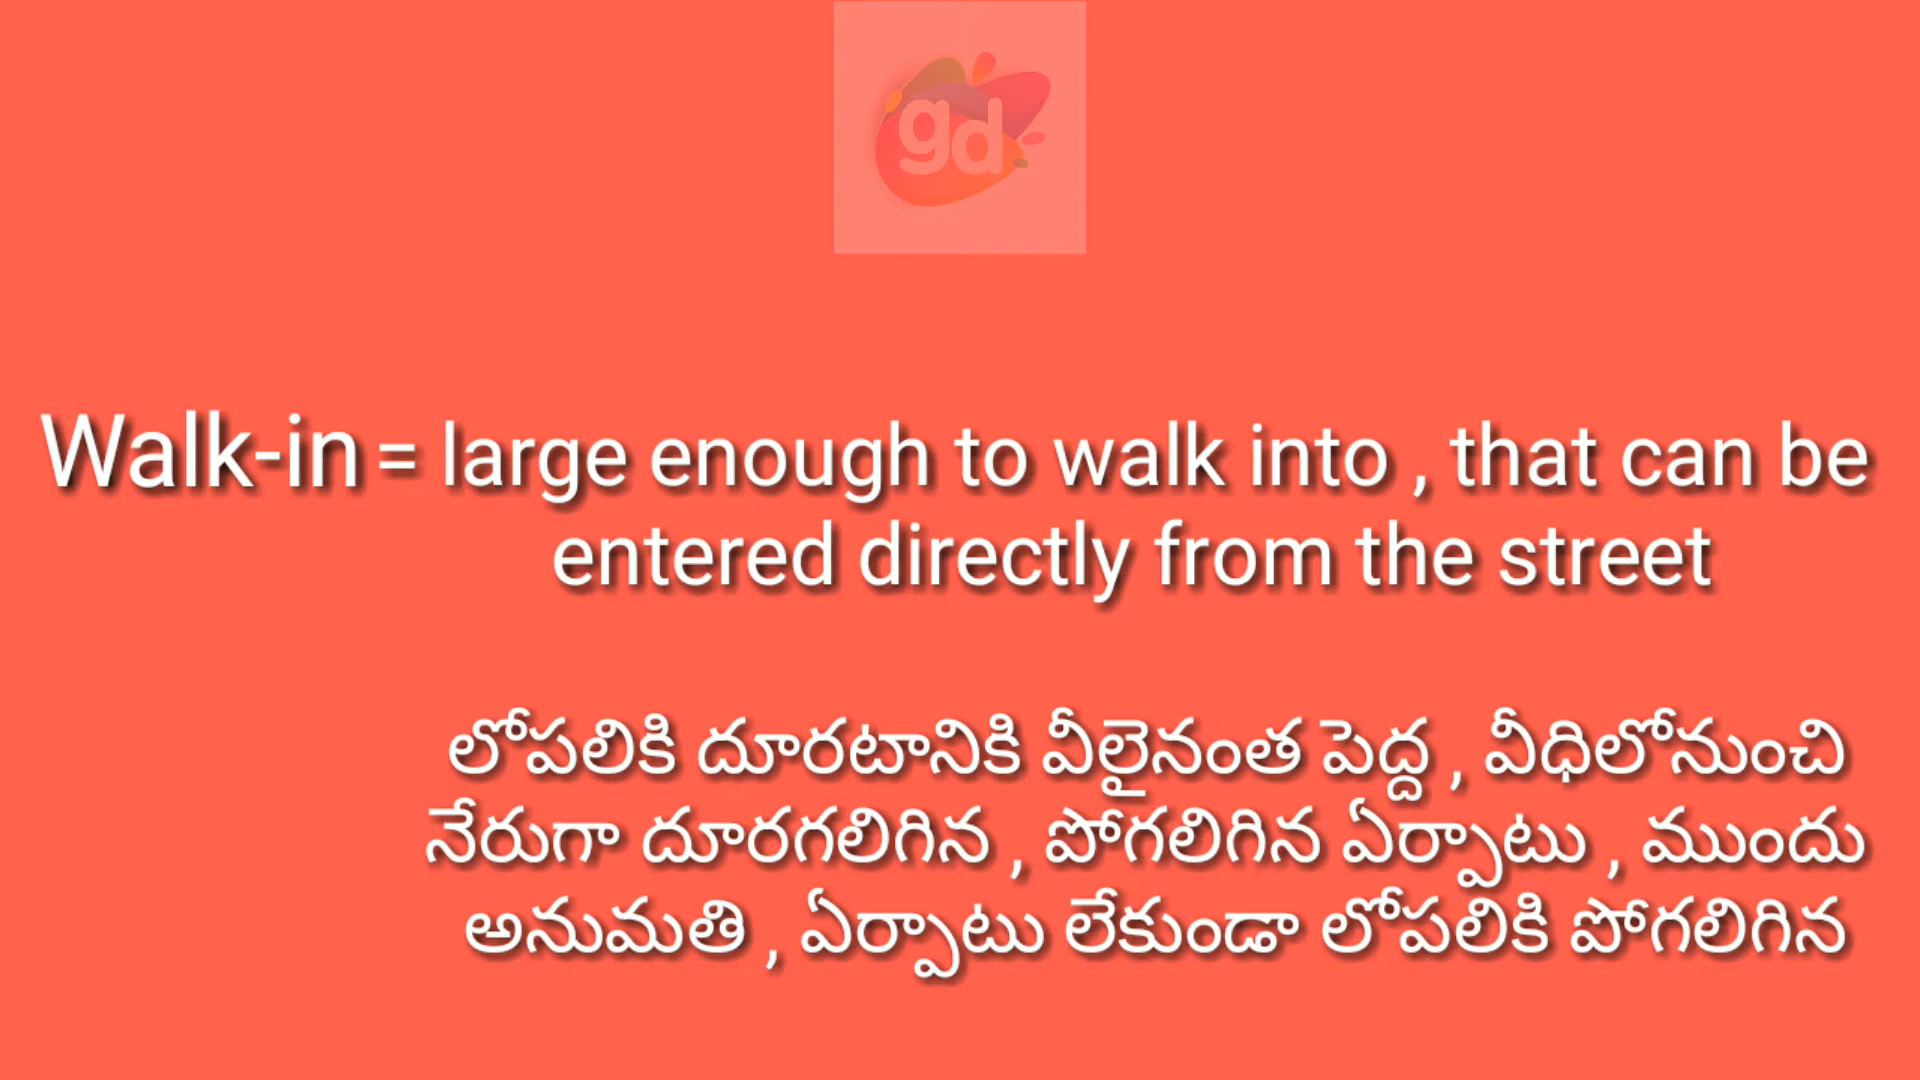 gd
Walk-in = large enough to walk into , that can be
entered directly from the street
లోపలికి దూరటానికి వీలైనంత పెద్ద , వీధిలోనుంచి
నేరుగా దూరగలిగిన , పోగలిగిన ఏర్పాటు , ముందు
అనుమతి , ఏర్పాటు లేకుండా లోపలికి పోగలిగిన